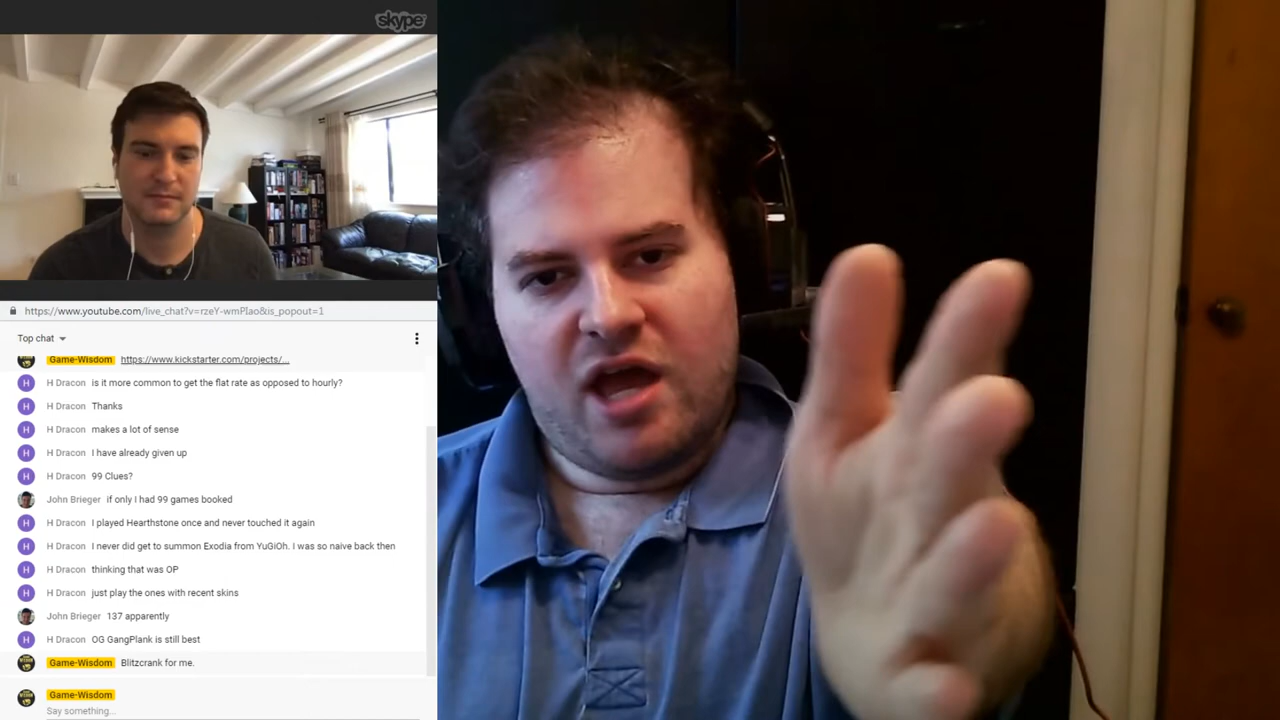 skype
https://www.youtube.com/live_chat?v=rzeY-wmPIao&is_popout=1
Top chat
Game-Wisdom https://www.kickstarter.com/projects/...
H H Dracon is it more common to get the flat rate as opposed to hourly?
H H Dracon Thanks
H H Dracon makes a lot of sense
H H Dracon I have already given up
H H Dracon 99 Clues?
John Brieger if only I had 99 games booked
H H Dracon I played Hearthstone once and never touched it again
H H Dracon I never did get to summon Exodia from YuGiOh. I was so naive back then
H H Dracon thinking that was OP
H H Dracon just play the ones with recent skins
John Brieger 137 apparently
H H Dracon OG GangPlank is still best
Game-Wisdom Blitzcrank for me.
Game-Wisdom
Say something...